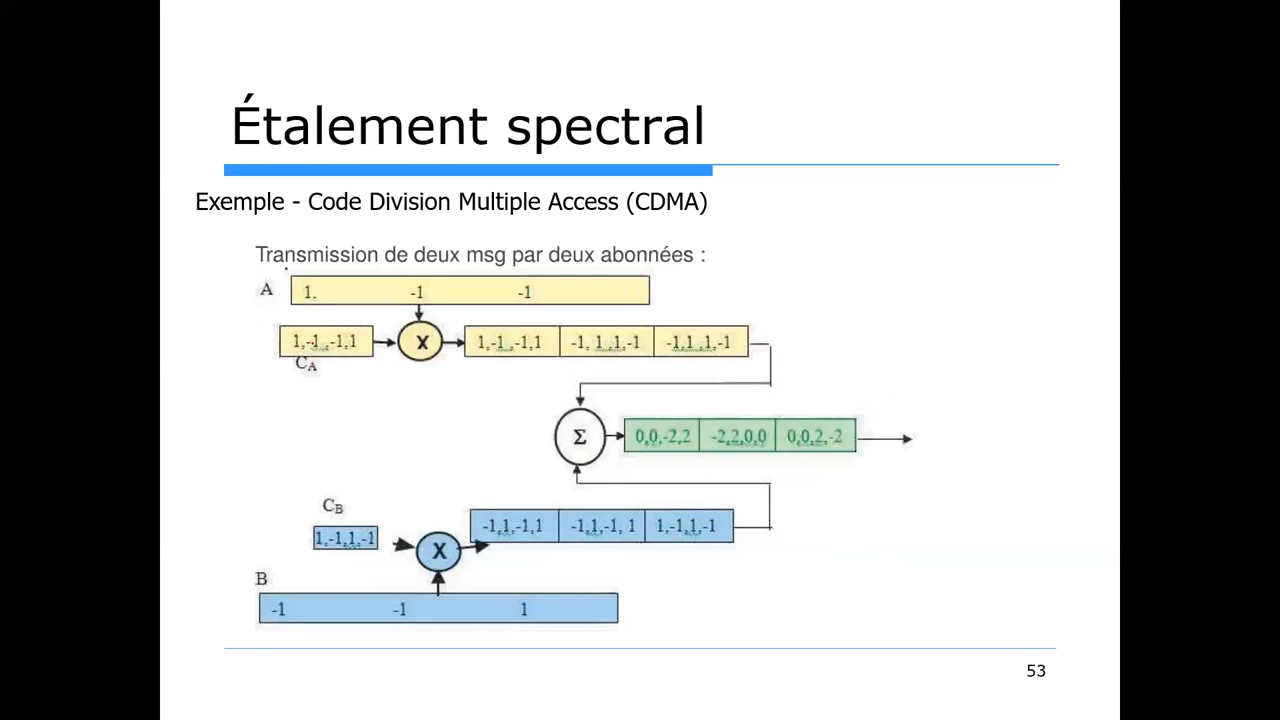 Étalement spectral
Exemple - Code Division Multiple Access (CDMA)
Transmission de deux msg par deux abonnées :
A
1. -1 -1
1,-1,-1,1 X 1,-1,-1,1 -1,1,1,-1 -1,1,1,-1
CA
Σ 0,0,-2,2 -2,2,0,0 0,0,2,-2
CB
-1,1,-1,1 -1,1,-1,1 1,-1,1,-1
1,-1,1,-1 X
B
-1 -1 1
53